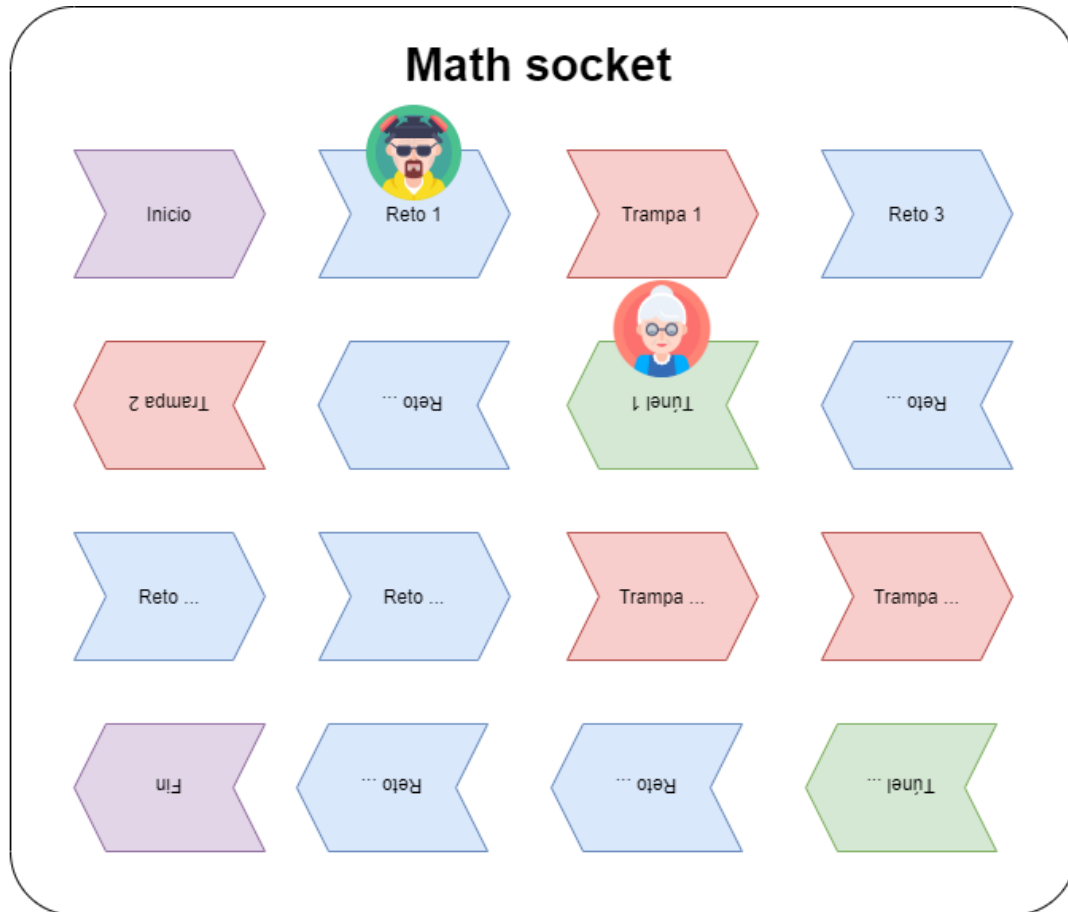 Math socket
Inicio
Reto 1
Trampa 1
Reto 3
Trampa 2
Reto ...
Túnel 1
Reto ...
Reto ...
Reto ...
Trampa ...
Trampa ...
Fin
Reto ...
Reto ...
Túnel ...